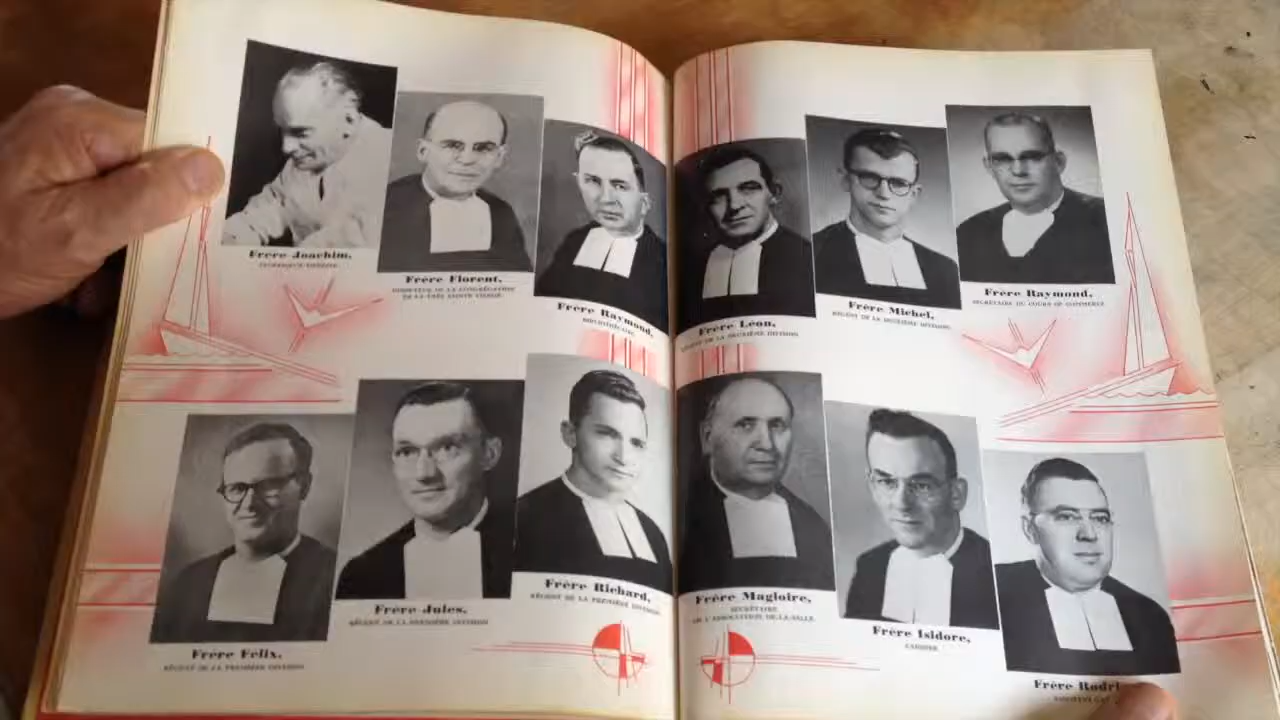 Frère Joachim,
Frère Florent,
DIRECTEUR DE LA CONGRÉGATION
DE LA TRÈS SAINTE VIERGE
Frère Raymond,
BIBLIOTHÉCAIRE
Frère Léon,
RÉGENT DE LA DEUXIÈME DIVISION
Frère Michel,
RÉGENT DE LA DEUXIÈME DIVISION
Frère Raymond,
SECRÉTAIRE DU COURS DE COMMERCE
Frère Félix,
RÉGENT DE LA PREMIÈRE DIVISION
Frère Jules,
RÉGENT DE LA PREMIÈRE DIVISION
Frère Richard,
RÉGENT DE LA PREMIÈRE DIVISION
Frère Magloire,
SECRÉTAIRE
DE L'ASSOCIATION DE-LA-SALLE
Frère Isidore,
Frère